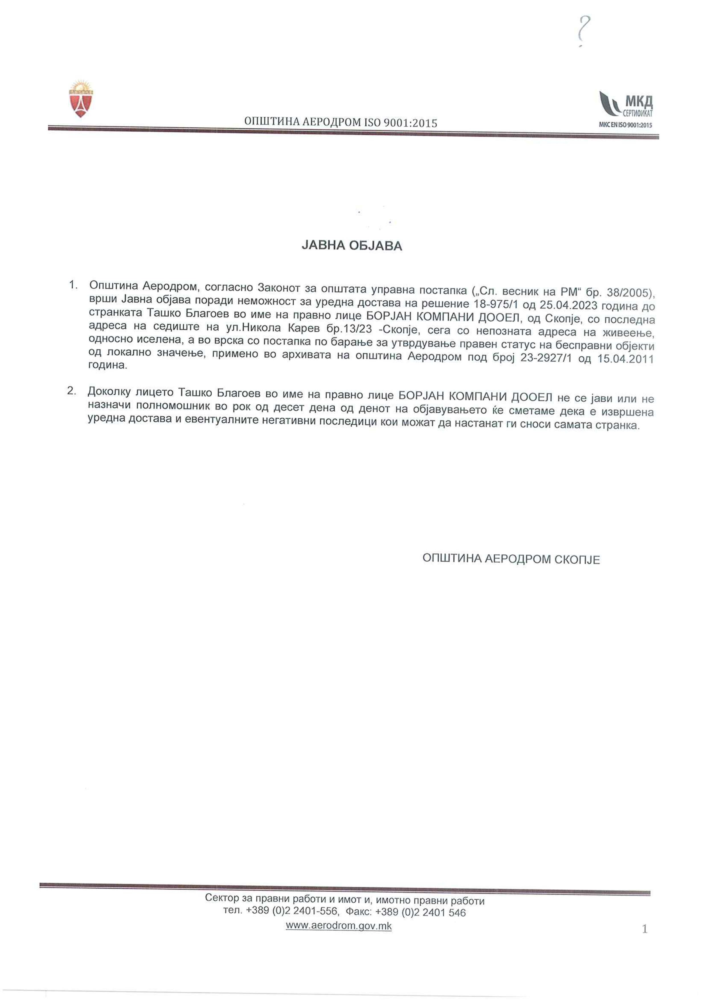 ?
МКД
СЕРТИФИКАТ
МКС EN ISO 9001:2015
ОПШТИНА АЕРОДРОМ ISO 9001:2015
ЈАВНА ОБЈАВА
1. Општина Аеродром, согласно Законот за општата управна постапка („Сл. весник на РМ“ бр. 38/2005),
врши Јавна објава поради неможност за уредна достава на решение 18-975/1 од 25.04.2023 година до
странката Ташко Благоев во име на правно лице БОРЈАН КОМПАНИ ДООЕЛ, од Скопје, со последна
адреса на седиште на ул.Никола Карев бр.13/23 -Скопје, сега со непозната адреса на живеење,
односно иселена, а во врска со постапка по барање за утврдување правен статус на бесправни објекти
од локално значење, примено во архивата на општина Аеродром под број 23-2927/1 од 15.04.2011
година.
2. Доколку лицето Ташко Благоев во име на правно лице БОРЈАН КОМПАНИ ДООЕЛ не се јави или не
назначи полномошник во рок од десет дена од денот на објавувањето ќе сметаме дека е извршена
уредна достава и евентуалните негативни последици кои можат да настанат ги сноси самата странка.
ОПШТИНА АЕРОДРОМ СКОПЈЕ
Сектор за правни работи и имот и, имотно правни работи
тел. +389 (0)2 2401-556, Факс: +389 (0)2 2401 546
www.aerodrom.gov.mk
1